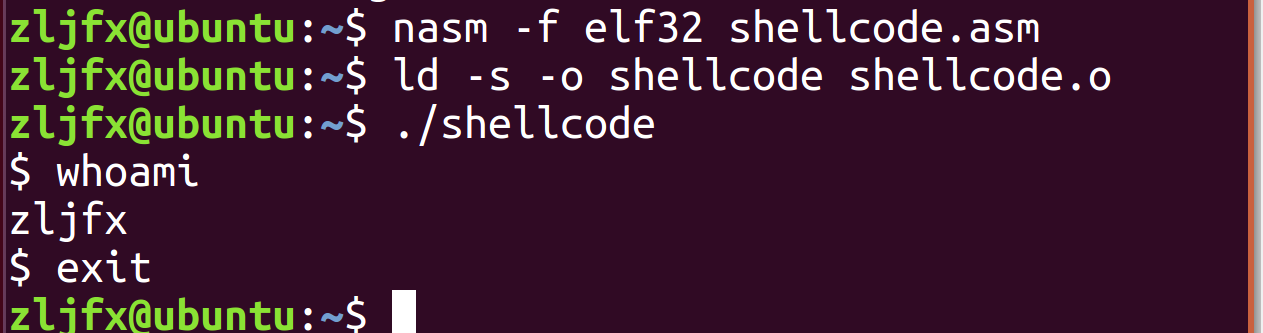 zljfx@ubuntu:~$ nasm -f elf32 shellcode.asm
zljfx@ubuntu:~$ ld -s -o shellcode shellcode.o
zljfx@ubuntu:~$ ./shellcode
$ whoami
zljfx
$ exit
zljfx@ubuntu:~$